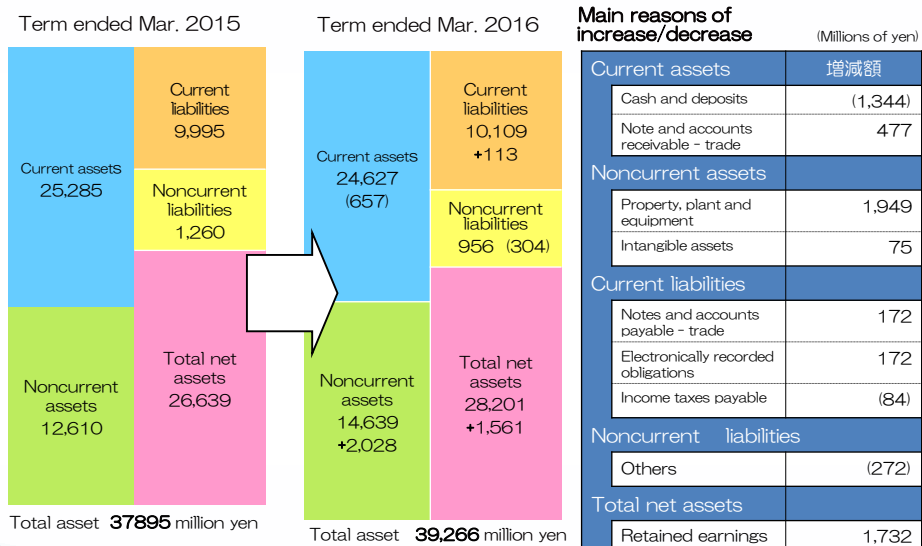 Term ended Mar. 2015
Current assets
25,285
Noncurrent
assets
12,610
Current
liabilities
9,995
Noncurrent
liabilities
1,260
Total net
assets
26,639
Total asset 37895 million yen
Term ended Mar. 2016
Current assets
24,627
(657)
Noncurrent
assets
14,639
+2,028
Current
liabilities
10,109
+113
Noncurrent
liabilities
956 (304)
Total net
assets
28,201
+1,561
Total asset 39,266 million yen
Main reasons of
increase/decrease (Millions of yen)
Current assets 増減額
Cash and deposits (1,344)
Note and accounts
receivable - trade 477
Noncurrent assets
Property, plant and
equipment 1,949
Intangible assets 75
Current liabilities
Notes and accounts
payable - trade 172
Electronically recorded
obligations 172
Income taxes payable (84)
Noncurrent liabilities
Others (272)
Total net assets
Retained earnings 1,732